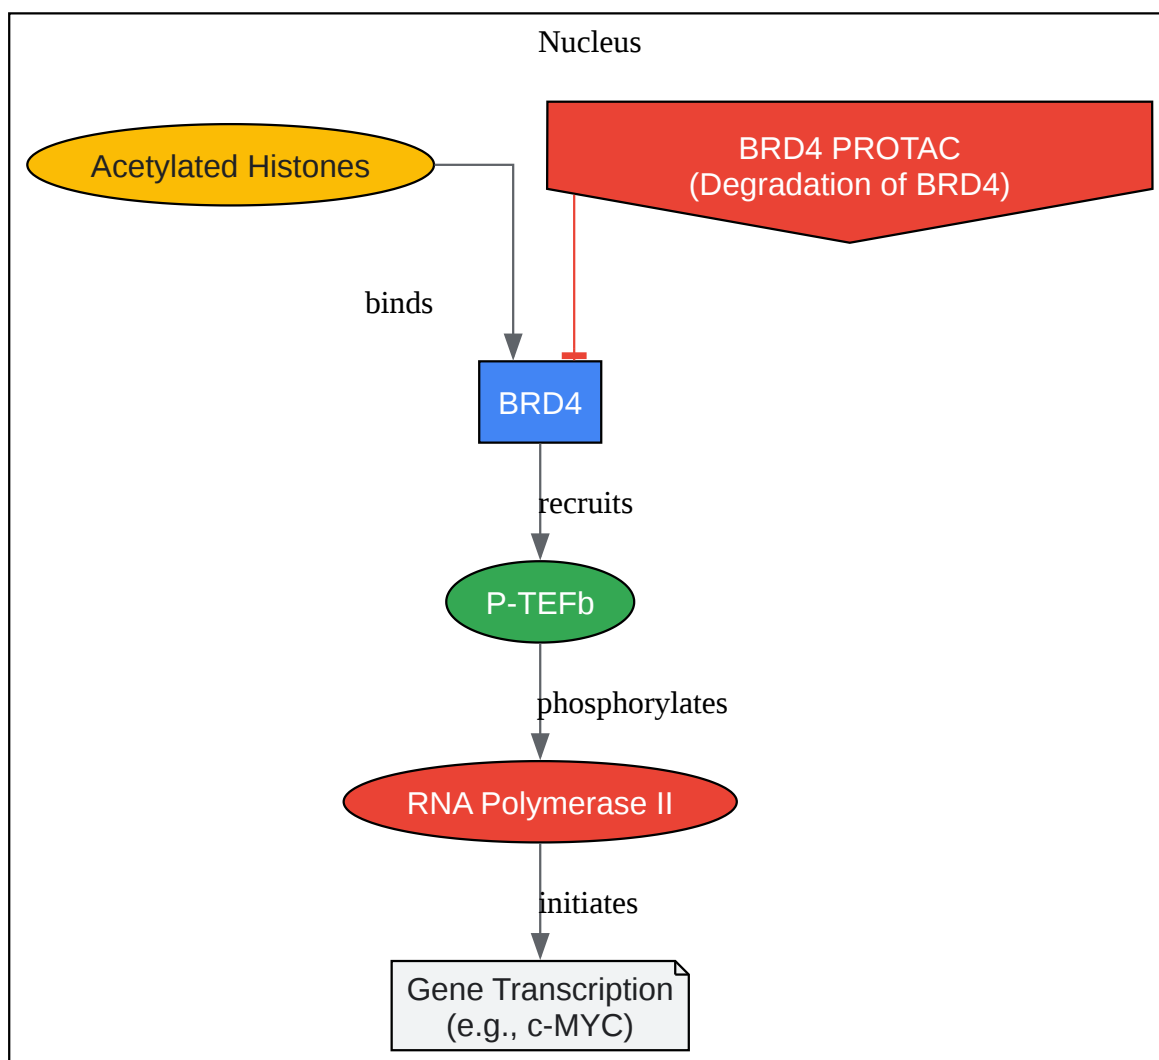 Nucleus
Acetylated Histones
BRD4 PROTAC
(Degradation of BRD4)
binds
BRD4
recruits
P-TEFb
phosphorylates
RNA Polymerase II
initiates
Gene Transcription
(e.g., c-MYC)